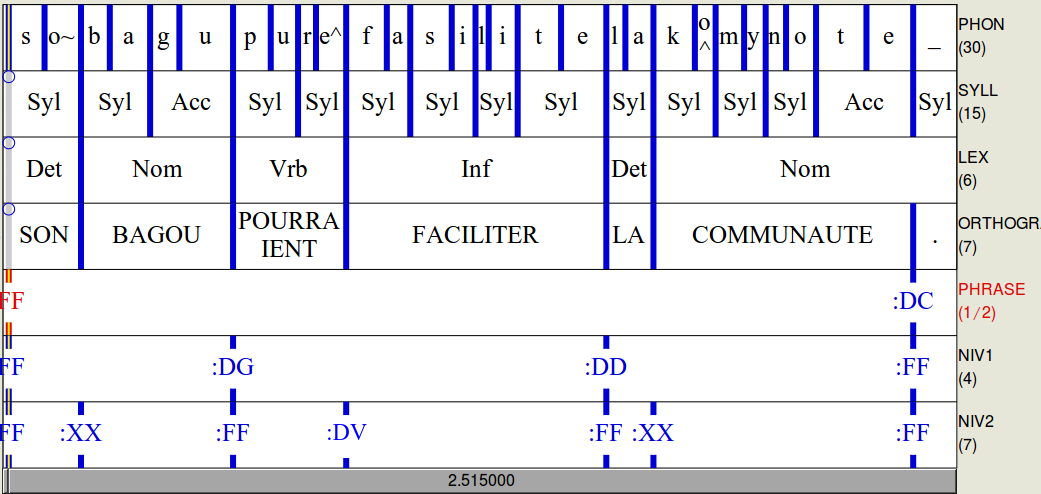 s o~ b a g u p u r e^ f a s i l i t e l a k o^ m y n o t e _ PHON
(30)
Syl Syl Acc Syl Syl Syl Syl Syl Syl Syl Syl Syl Syl Acc Syl SYLL
(15)
Det Nom Vrb Inf Det Nom LEX
(6)
SON BAGOU POURRA
IENT FACILITER LA COMMUNAUTE . ORTHOGR
(7)
FF :DC PHRASE
(1/2)
FF :DG :DD :FF NIV1
(4)
FF :XX :FF :DV :FF :XX :FF NIV2
(7)
2.515000